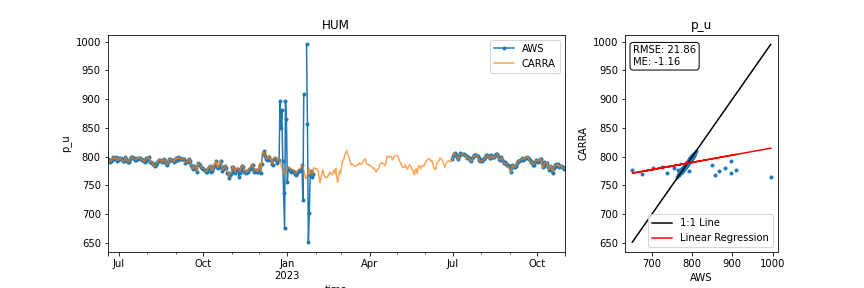 HUM
p_u
1000
950
900
850
800
750
700
650
AWS
CARRA
Jul
Oct
Jan
2023
Apr
Jul
Oct
p_u
CARRA
1000
950
900
850
800
750
700
650
RMSE: 21.86
ME: -1.16
1:1 Line
Linear Regression
700
800
900
1000
AWS